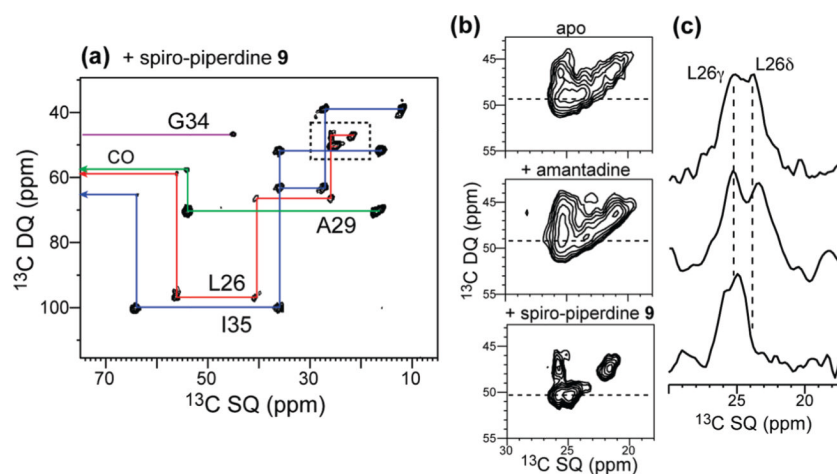 (a) + spiro-piperdine 9
40
60
80
100
13C DQ (ppm)
G34
CO
A29
L26
I35
70
50
30
10
13C SQ (ppm)
(b)
apo
45
50
55
+ amantadine
45
50
55
13C DQ (ppm)
+ spiro-piperdine 9
45
50
55
30
25
20
13C SQ (ppm)
(c)
L26γ
L26δ
25
20
13C SQ (ppm)